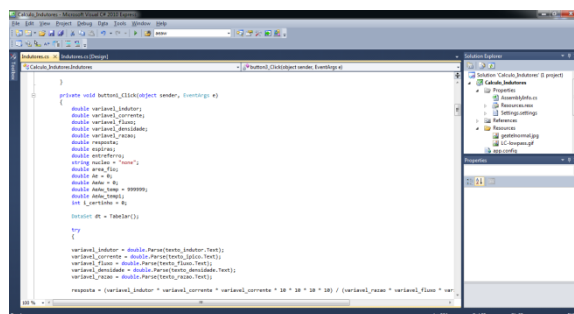 Calculo_Indutores - Microsoft Visual C# 2010 Express
File Edit View Project Debug Data Tools Window Help
Indutores.cs Indutores.cs [Design]
Solution Explorer
Calculo_Indutores.Indutores
button1_Click(object sender, EventArgs e)
Solution 'Calculo_Indutores' (1 project)
Calculo_Indutores
Properties
AssemblyInfo.cs
Resources.resx
Settings.settings
References
Resources
LC-lowpass.gif
app.config
Properties
}
private void button1_Click(object sender, EventArgs e)
{
double variavel_indutor;
double variavel_corrente;
double variavel_fluxo;
double variavel_densidade;
double variavel_razao;
double resposta;
double espiras;
double entreferro;
string nucleo = "none";
double area_fio;
double Ae = 0;
double AeAw = 0;
double AeAw_temp = 999999;
double AeAw_temp1;
int i_certinho = 0;
DataSet dt = Tabelar();
try
{
variavel_indutor = double.Parse(texto_indutor.Text);
variavel_corrente = double.Parse(texto_ipico.Text);
variavel_fluxo = double.Parse(texto_fluxo.Text);
variavel_densidade = double.Parse(texto_densidade.Text);
variavel_razao = double.Parse(texto_razao.Text);
resposta = (variavel_indutor * variavel_corrente * variavel_corrente * 10 * 10 * 10 * 10) / (variavel_razao * variavel_fluxo * var